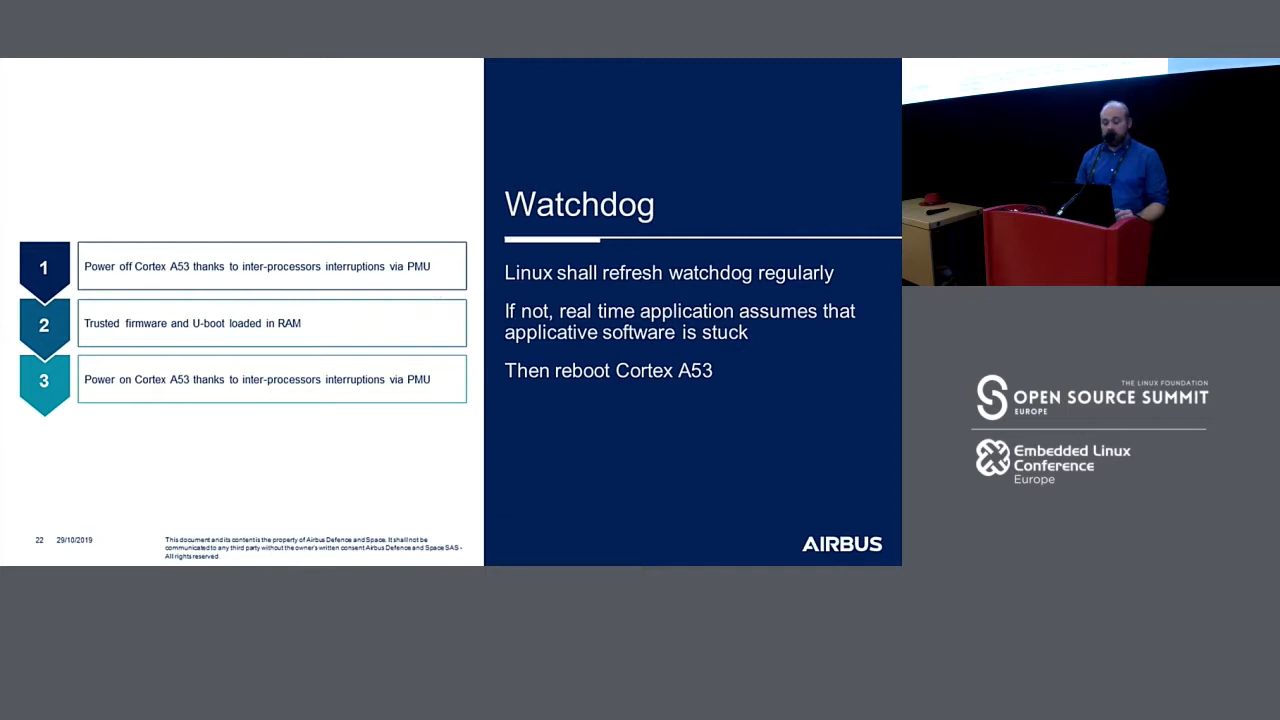 1
Power off Cortex A53 thanks to inter-processors interruptions via PMU
2
Trusted firmware and U-boot loaded in RAM
3
Power on Cortex A53 thanks to inter-processors interruptions via PMU
22 29/10/2019
This document and its content is the property of Airbus Defence and Space. It shall not be
communicated to any third party without the owner's written consent Airbus Defence and Space SAS -
All rights reserved.
Watchdog
Linux shall refresh watchdog regularly
If not, real time application assumes that
applicative software is stuck
Then reboot Cortex A53
AIRBUS
THE LINUX FOUNDATION
OPEN SOURCE SUMMIT
EUROPE
Embedded Linux
Conference
Europe